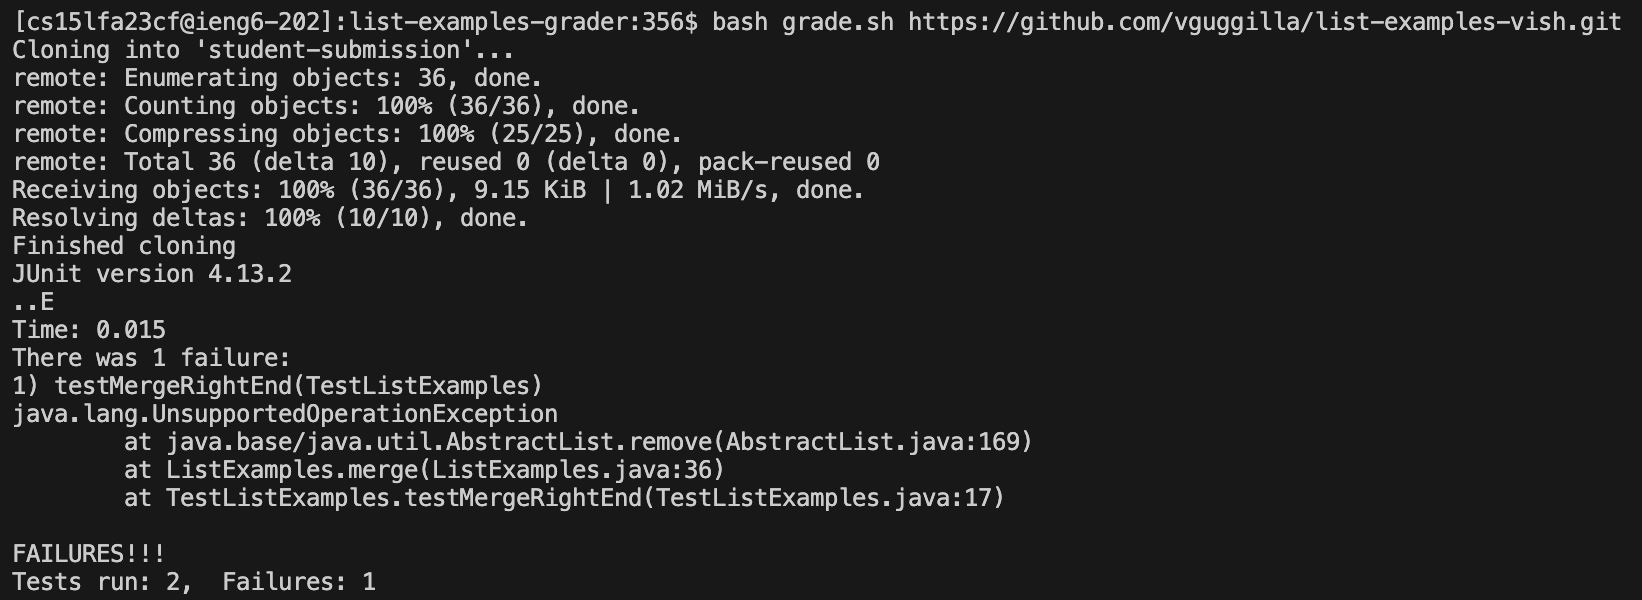 [cs15lfa23cf@ieng6-202]:list-examples-grader:356$ bash grade.sh https://github.com/vguggilla/list-examples-vish.git
Cloning into 'student-submission'...
remote: Enumerating objects: 36, done.
remote: Counting objects: 100% (36/36), done.
remote: Compressing objects: 100% (25/25), done.
remote: Total 36 (delta 10), reused 0 (delta 0), pack-reused 0
Receiving objects: 100% (36/36), 9.15 KiB | 1.02 MiB/s, done.
Resolving deltas: 100% (10/10), done.
Finished cloning
JUnit version 4.13.2
..E
Time: 0.015
There was 1 failure:
1) testMergeRightEnd(TestListExamples)
java.lang.UnsupportedOperationException
        at java.base/java.util.AbstractList.remove(AbstractList.java:169)
        at ListExamples.merge(ListExamples.java:36)
        at TestListExamples.testMergeRightEnd(TestListExamples.java:17)

FAILURES!!!
Tests run: 2,  Failures: 1